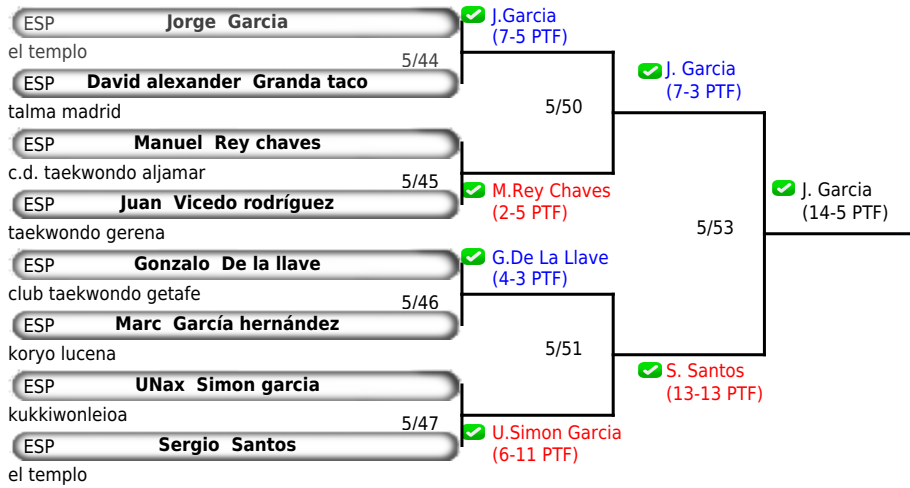 ESP Jorge Garcia
el templo
5/44
ESP David alexander Granda taco
talma madrid
ESP Manuel Rey chaves
c.d. taekwondo aljamar
5/45
ESP Juan Vicedo rodríguez
taekwondo gerena
ESP Gonzalo De la llave
club taekwondo getafe
5/46
ESP Marc García hernández
koryo lucena
ESP UNax Simon garcia
kukkiwonleioa
5/47
ESP Sergio Santos
el templo
J.Garcia
(7-5 PTF)
5/50
M.Rey Chaves
(2-5 PTF)
G.De La Llave
(4-3 PTF)
5/51
U.Simon Garcia
(6-11 PTF)
J. Garcia
(7-3 PTF)
5/53
S. Santos
(13-13 PTF)
J. Garcia
(14-5 PTF)